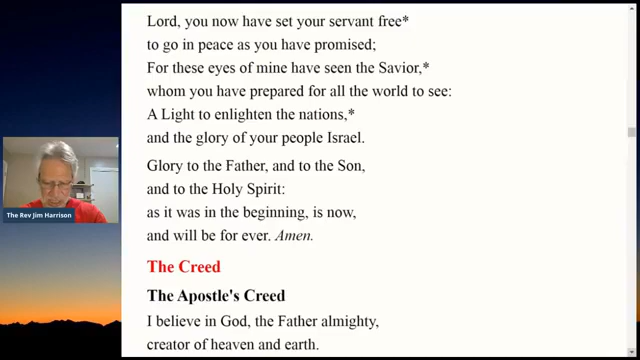 Lord, you now have set your servant free*
to go in peace as you have promised;
For these eyes of mine have seen the Savior,*
whom you have prepared for all the world to see:
A Light to enlighten the nations,*
and the glory of your people Israel.
Glory to the Father, and to the Son,
and to the Holy Spirit:
as it was in the beginning, is now,
and will be for ever. Amen.
The Creed
The Apostle's Creed
I believe in God, the Father almighty,
creator of heaven and earth.
The Rev Jim Harrison